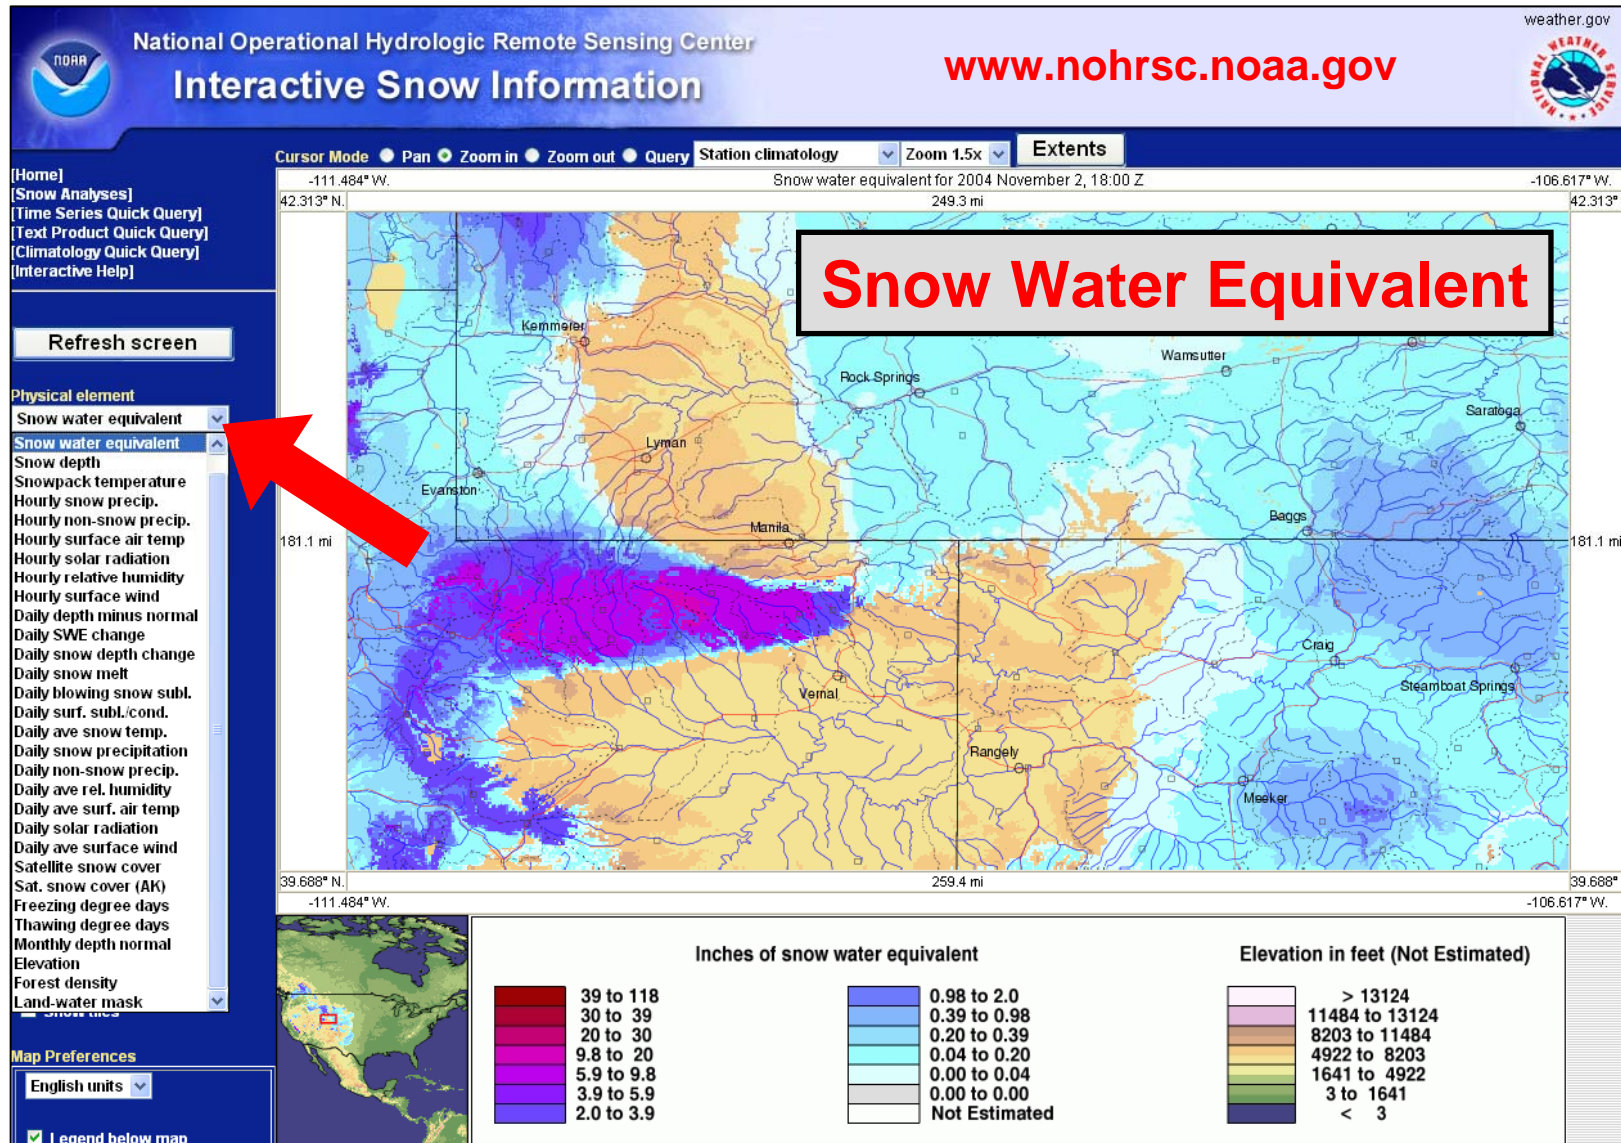 weather.gov
NOAA
National Operational Hydrologic Remote Sensing Center
www.nohrsc.noaa.gov
Interactive Snow Information
NATIONAL WEATHER SERVICE
Cursor Mode Pan Zoom in Zoom out Query Station climatology Zoom 1.5x Extents
[Home]
[Snow Analyses]
[Time Series Quick Query]
[Text Product Quick Query]
[Climatology Quick Query]
[Interactive Help]
Refresh screen
Physical element
Snow water equivalent
Snow water equivalent
Snow depth
Snowpack temperature
Hourly snow precip.
Hourly non-snow precip.
Hourly surface air temp
Hourly solar radiation
Hourly relative humidity
Hourly surface wind
Daily depth minus normal
Daily SWE change
Daily snow depth change
Daily snow melt
Daily blowing snow subl.
Daily surf. subl./cond.
Daily ave snow temp.
Daily snow precipitation
Daily non-snow precip.
Daily ave rel. humidity
Daily ave surf. air temp
Daily solar radiation
Daily ave surface wind
Satellite snow cover
Sat. snow cover (AK)
Freezing degree days
Thawing degree days
Monthly depth normal
Elevation
Forest density
Land-water mask
Map Preferences
English units
Legend below map
-111.484° W. Snow water equivalent for 2004 November 2, 18:00 Z -106.617° W.
42.313° N. 249.3 mi 42.313°
Snow Water Equivalent
Kemmerer
Wamsutter
Rock Springs
Saratoga
Lyman
Evanston
Baggs
Manila
181.1 mi 181.1 mi
Craig
Steamboat Springs
Vernal
Rangely
Meeker
39.688° N. 259.4 mi 39.688°
-111.484° W. -106.617° W.
Inches of snow water equivalent
39 to 118
30 to 39
20 to 30
9.8 to 20
5.9 to 9.8
3.9 to 5.9
2.0 to 3.9
0.98 to 2.0
0.39 to 0.98
0.20 to 0.39
0.04 to 0.20
0.00 to 0.04
0.00 to 0.00
Not Estimated
Elevation in feet (Not Estimated)
> 13124
11484 to 13124
8203 to 11484
4922 to 8203
1641 to 4922
3 to 1641
< 3